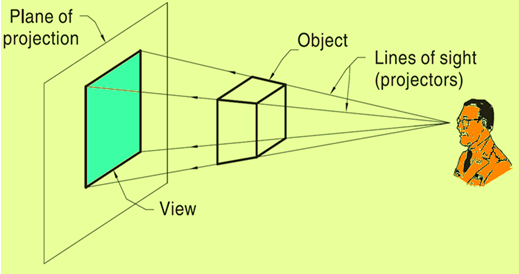 Plane of
projection
Object
Lines of sight
(projectors)
View